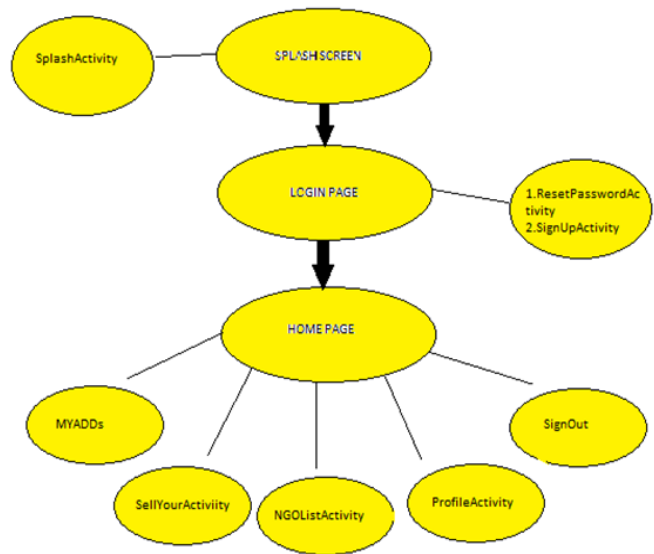 SplashActivity
SPLASH SCREEN
LOGIN PAGE
1.ResetPasswordAc
tivity
2.SignUpActivity
HOME PAGE
MYADDs
SignOut
SellYourActiviity
NGOListActivity
ProfileActivity